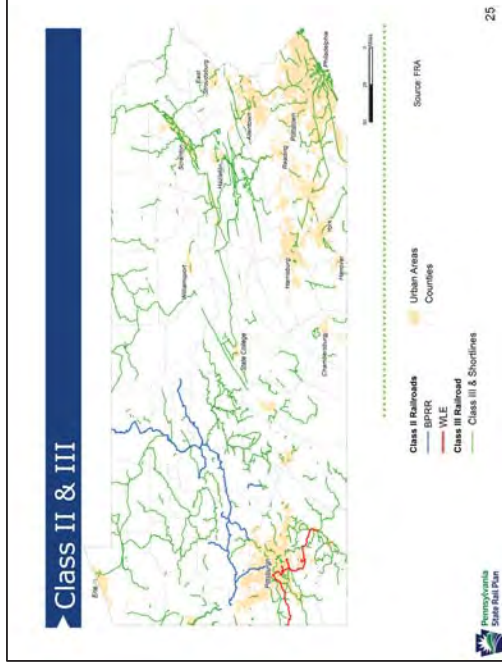 Class II & III
Erie
Scranton
East
Stroudsburg
Williamsport
Hazleton
State College
Allentown
Pittsburgh
Reading
Pottstown
Harrisburg
Philadelphia
York
Chambersburg
Hanover
Class II Railroads
BPRR
WLE
Class III Railroad
Class III & Shortlines
Urban Areas
Counties
Source: FRA
Pennsylvania
State Rail Plan
25